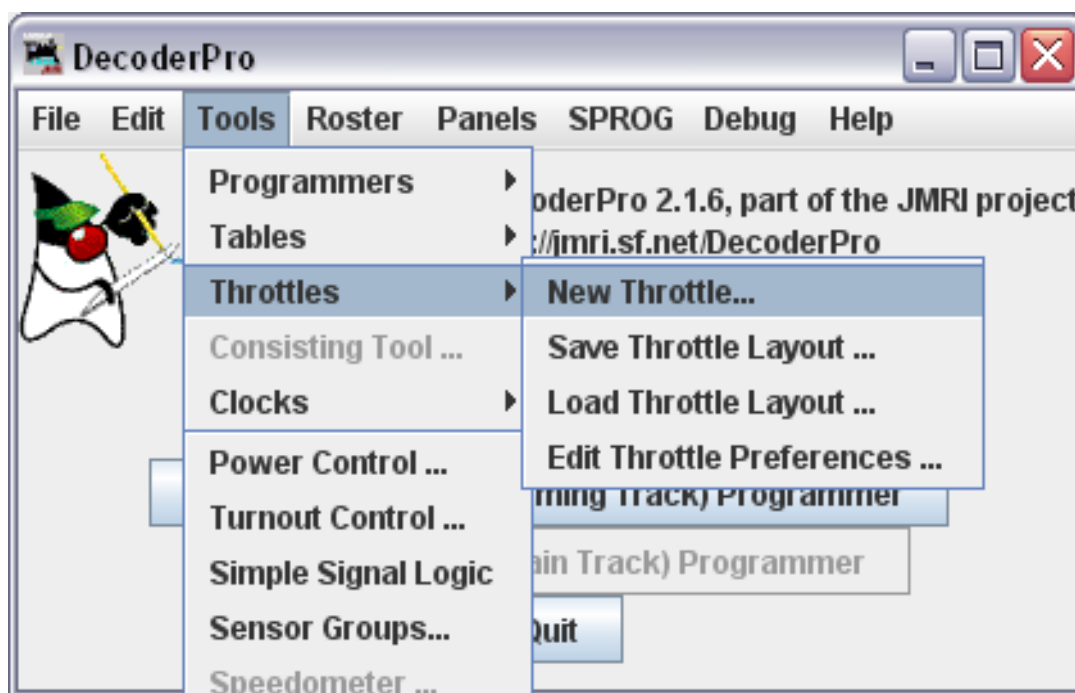 DecoderPro
File Edit Tools Roster Panels SPROG Debug Help
Programmers
oderPro 2.1.6, part of the JMRI project
Tables
://jmri.sf.net/DecoderPro
Throttles
New Throttle...
Consisting Tool ...
Save Throttle Layout ...
Clocks
Load Throttle Layout ...
Power Control ...
Edit Throttle Preferences ...
ming Track) Programmer
Turnout Control ...
Simple Signal Logic
ain Track) Programmer
Sensor Groups...
Quit
Speedometer ...